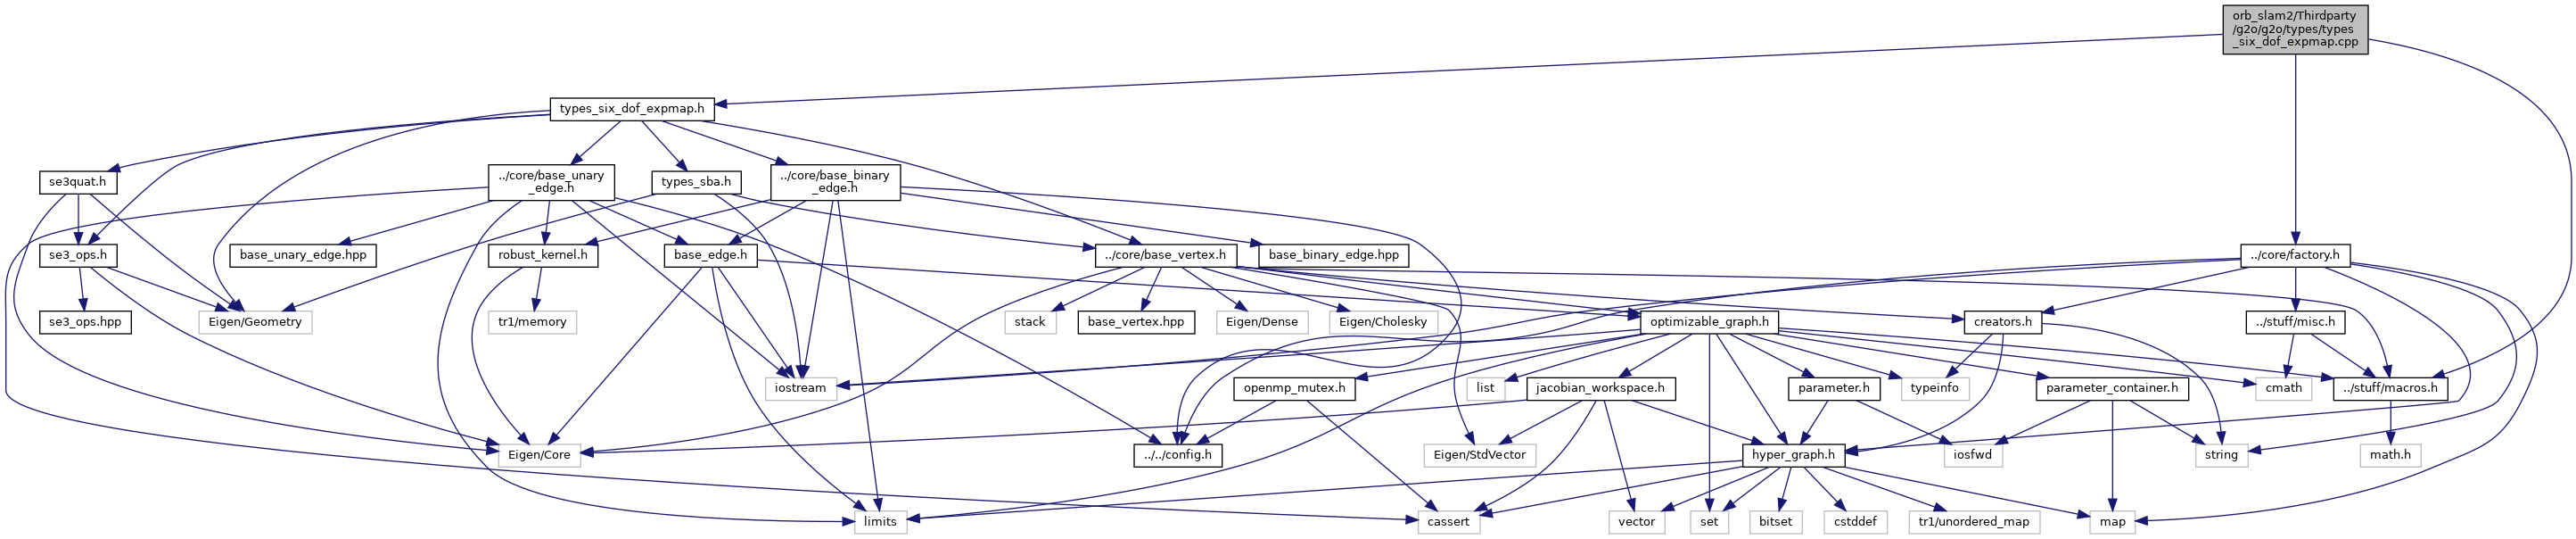 orb_slam2/Thirdparty
/g2o/g2o/types/types
_six_dof_expmap.cpp
types_six_dof_expmap.h
se3quat.h
../core/base_unary
_edge.h
types_sba.h
../core/base_binary
_edge.h
se3_ops.h
base_unary_edge.hpp
robust_kernel.h
base_edge.h
../core/base_vertex.h
base_binary_edge.hpp
../core/factory.h
se3_ops.hpp
Eigen/Geometry
tr1/memory
stack
base_vertex.hpp
Eigen/Dense
Eigen/Cholesky
optimizable_graph.h
creators.h
../stuff/misc.h
iostream
openmp_mutex.h
list
jacobian_workspace.h
parameter.h
typeinfo
parameter_container.h
cmath
../stuff/macros.h
Eigen/Core
../../config.h
Eigen/StdVector
hyper_graph.h
iosfwd
string
math.h
limits
cassert
vector
set
bitset
cstddef
tr1/unordered_map
map